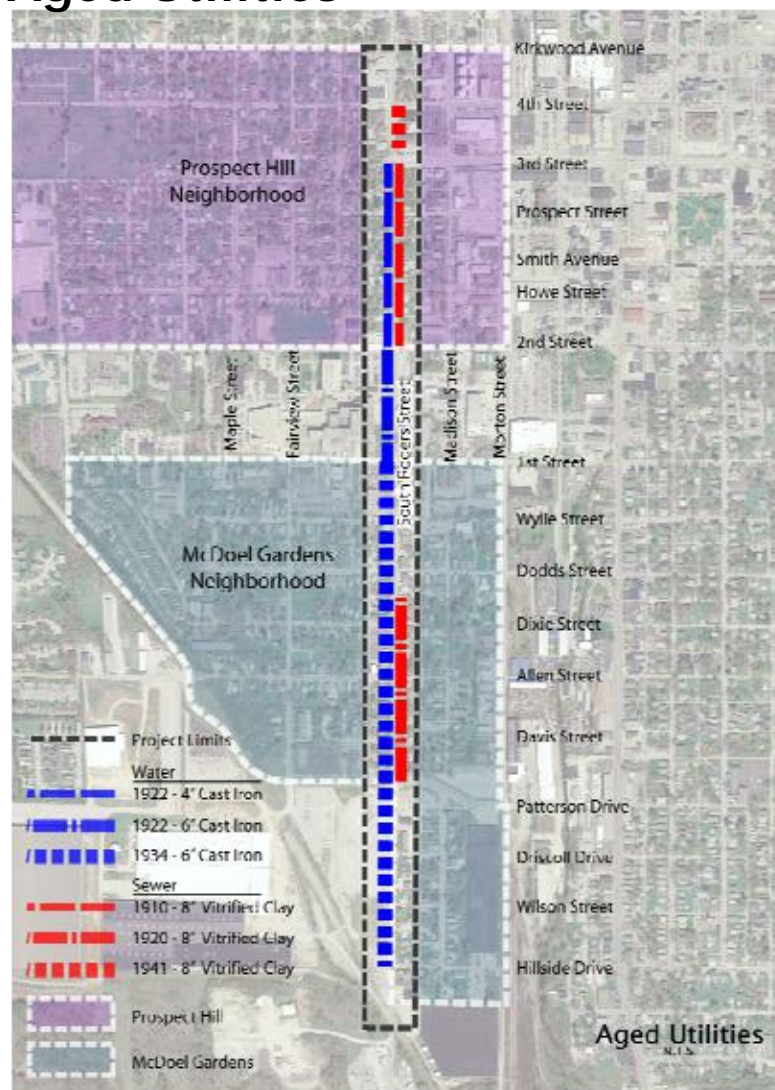 Aged Utilities
Kirkwood Avenue
4th Street
3rd Street
Prospect Hill
Neighborhood
Prospect Street
Smith Avenue
Howe Street
2nd Street
Maple Street
Fairview Street
South Rogers Street
Madison Street
Morton Street
1st Street
Wylie Street
McDoel Gardens
Neighborhood
Dodds Street
Dixie Street
Allen Street
Davis Street
Patterson Drive
Driscoll Drive
Wilson Street
Hillside Drive
Project Limits
Water
1922 - 4" Cast Iron
1922 - 6" Cast Iron
1934 - 6" Cast Iron
Sewer
1910 - 8" Vitrified Clay
1920 - 8" Vitrified Clay
1941 - 8" Vitrified Clay
Prospect Hill
McDoel Gardens
Aged Utilities
N.T.S.